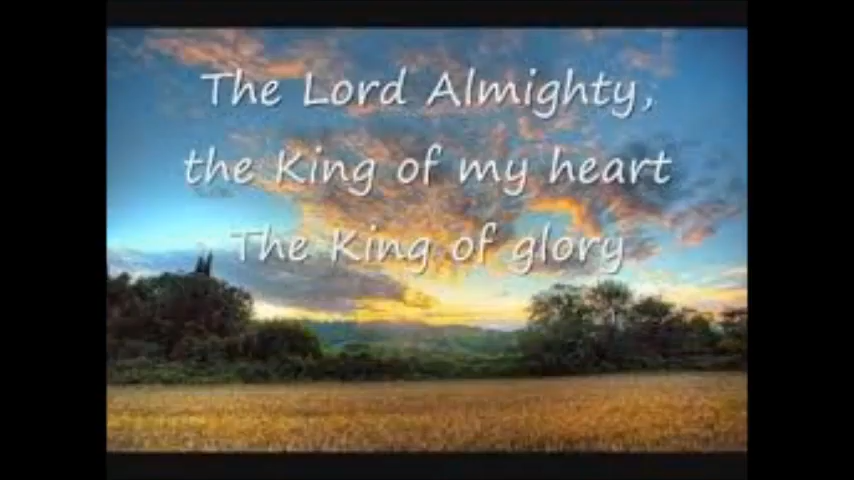 The Lord Almighty,
the King of my heart
The King of glory